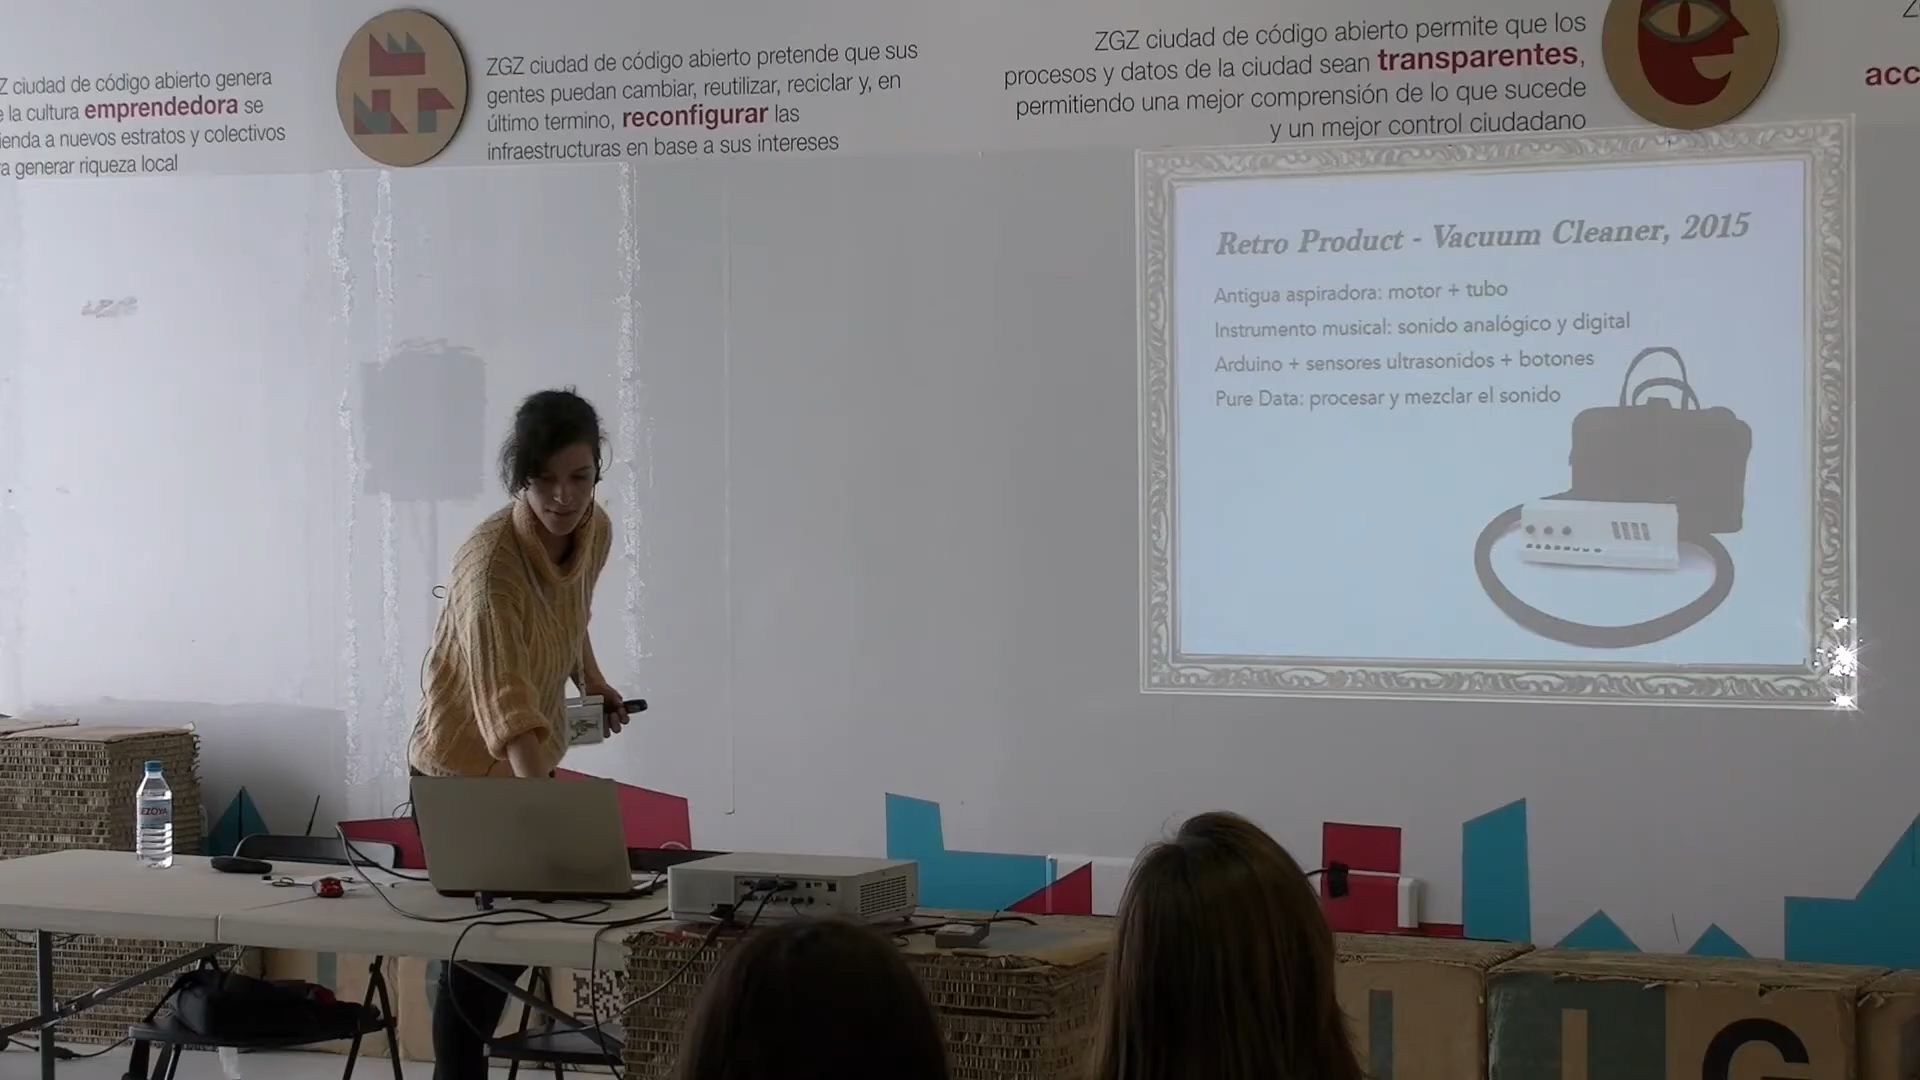 Z ciudad de código abierto genera
e la cultura emprendedora se
ienda a nuevos estratos y colectivos
a generar riqueza local
ZGZ ciudad de código abierto pretende que sus
gentes puedan cambiar, reutilizar, reciclar y, en
último termino, reconfigurar las
infraestructuras en base a sus intereses
ZGZ ciudad de código abierto permite que los
procesos y datos de la ciudad sean transparentes,
permitiendo una mejor comprensión de lo que sucede
y un mejor control ciudadano
Z
acc
Retro Product - Vacuum Cleaner, 2015
Antigua aspiradora: motor + tubo
Instrumento musical: sonido analógico y digital
Arduino + sensores ultrasonidos + botones
Pure Data: procesar y mezclar el sonido
EZOYA
I G